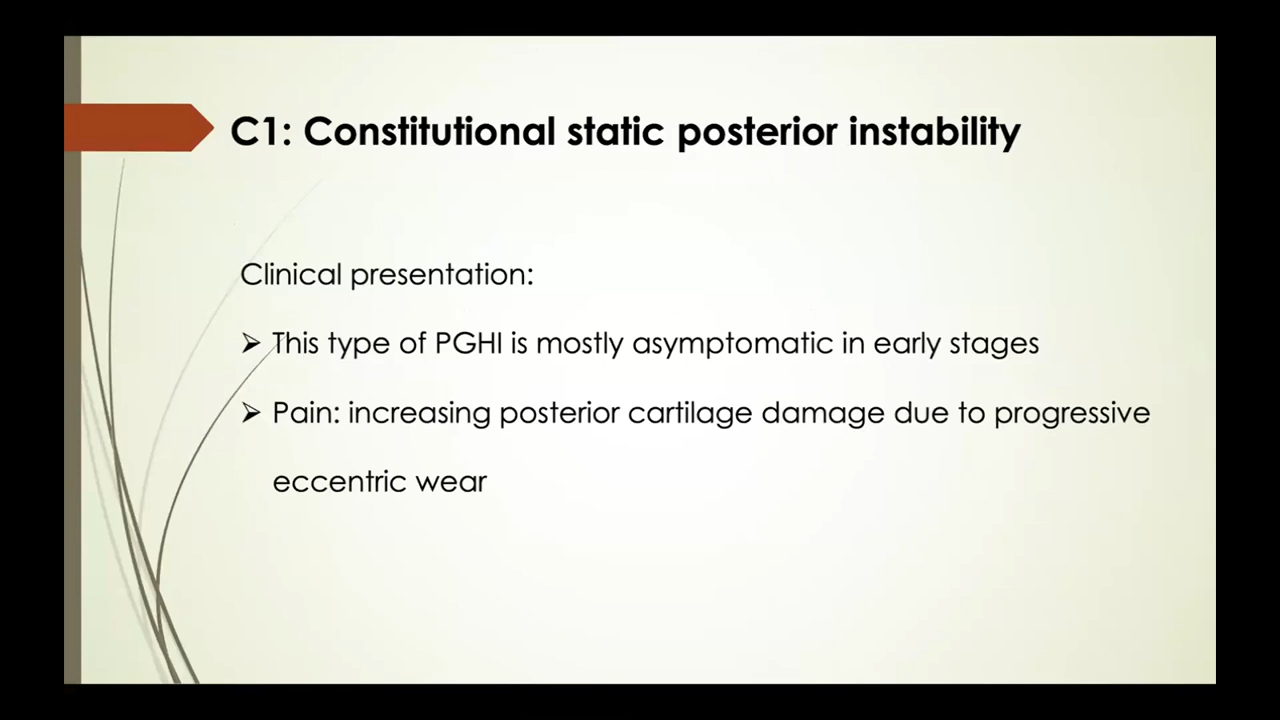 C1: Constitutional static posterior instability
Clinical presentation:
➢ This type of PGHI is mostly asymptomatic in early stages
➢ Pain: increasing posterior cartilage damage due to progressive
eccentric wear